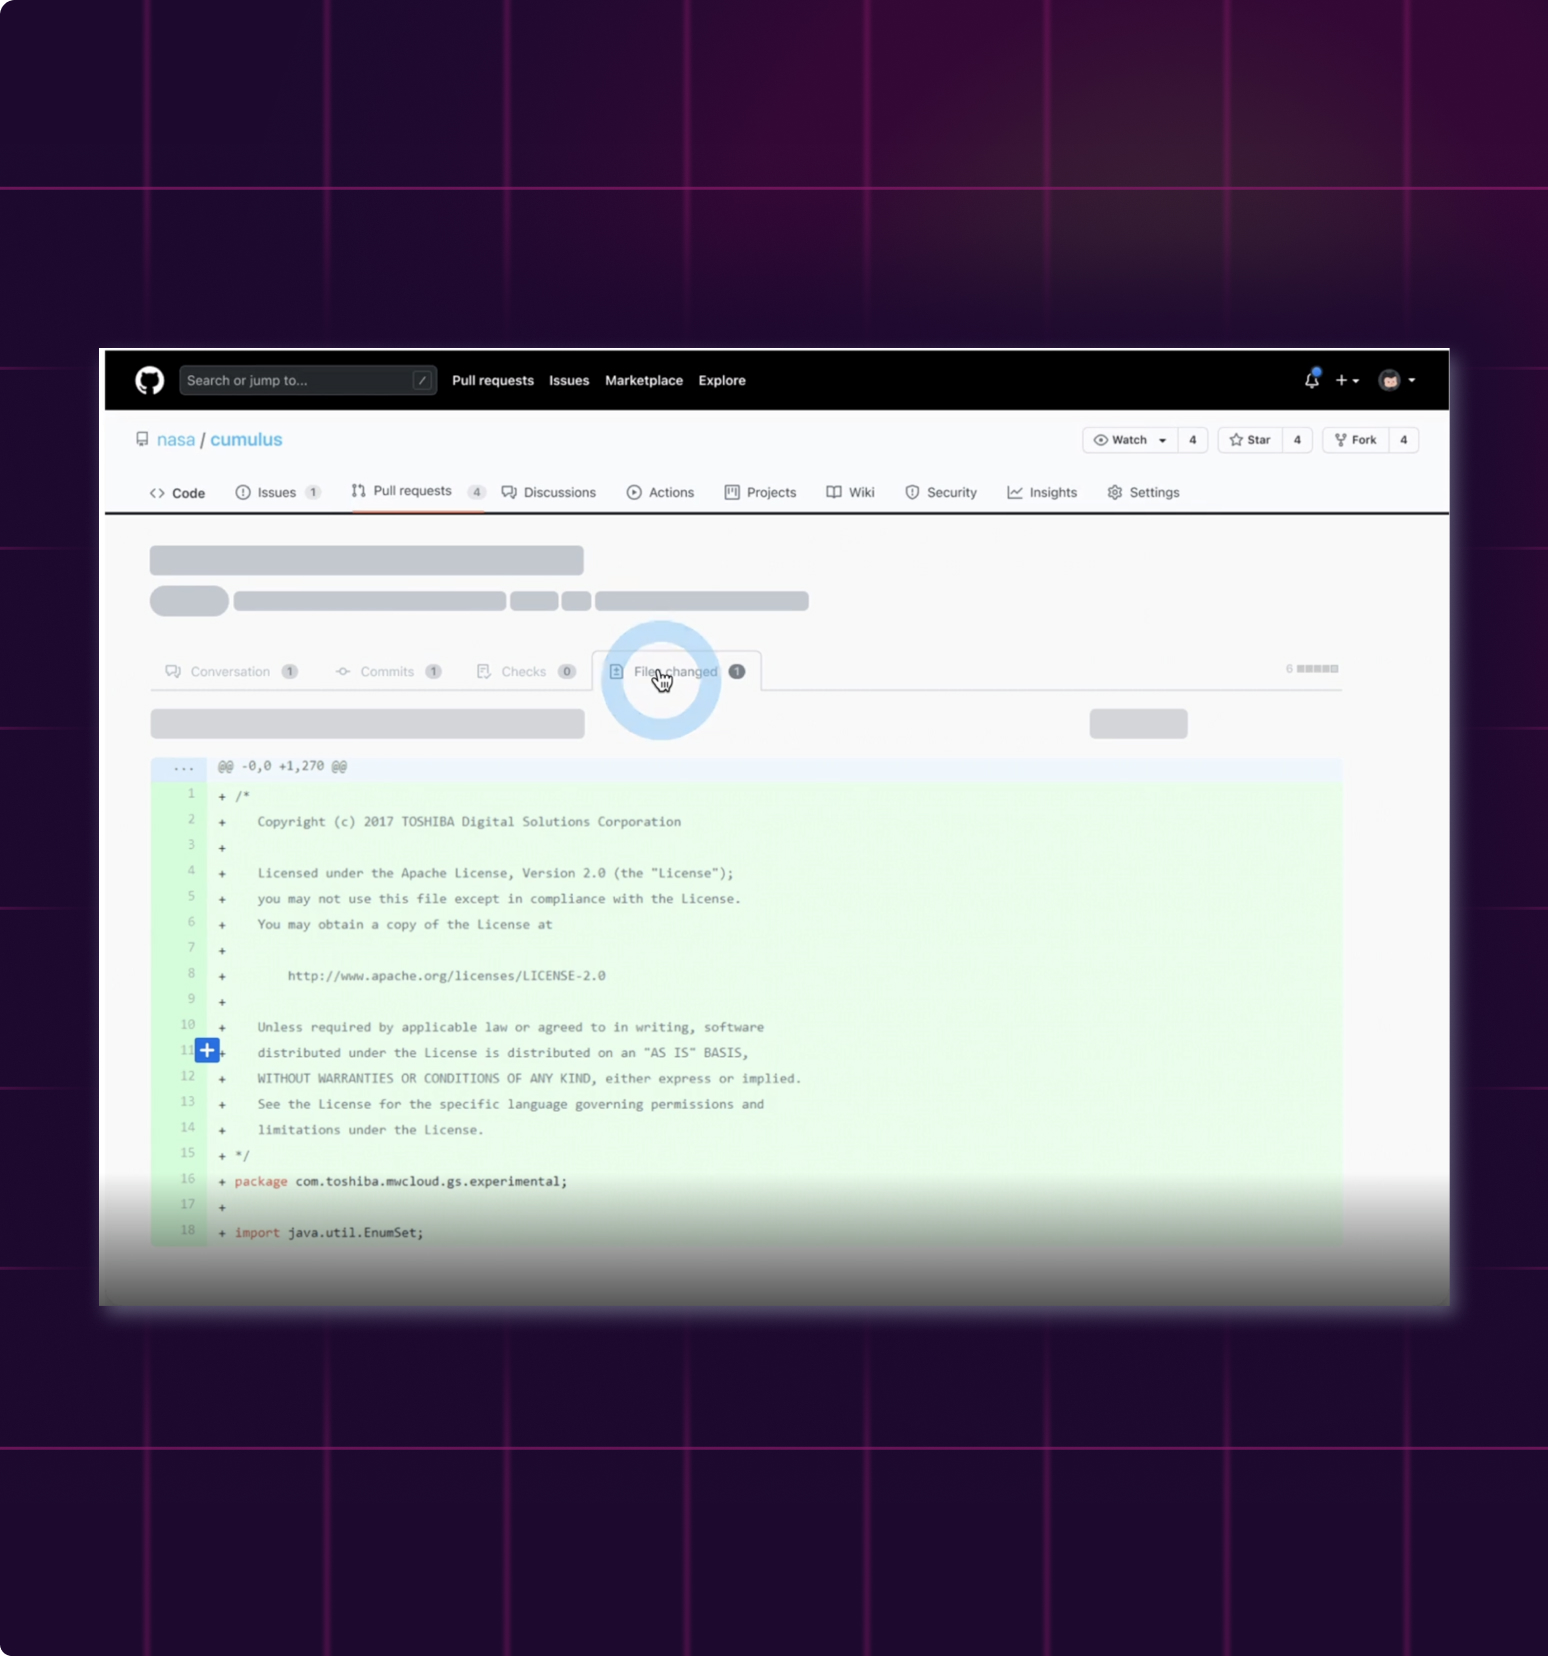 Search or jump to... / Pull requests Issues Marketplace Explore
nasa / cumulus Watch 4 Star 4 Fork 4
Code Issues 1 Pull requests 4 Discussions Actions Projects Wiki Security Insights Settings
Conversation 1 Commits 1 Checks 0 Files changed 1 6
... @@ -0,0 +1,270 @@
1 + /*
2 + Copyright (c) 2017 TOSHIBA Digital Solutions Corporation
3 +
4 + Licensed under the Apache License, Version 2.0 (the "License");
5 + you may not use this file except in compliance with the License.
6 + You may obtain a copy of the License at
7 +
8 + http://www.apache.org/licenses/LICENSE-2.0
9 +
10 + Unless required by applicable law or agreed to in writing, software
11 + distributed under the License is distributed on an "AS IS" BASIS,
12 + WITHOUT WARRANTIES OR CONDITIONS OF ANY KIND, either express or implied.
13 + See the License for the specific language governing permissions and
14 + limitations under the License.
15 + */
16 + package com.toshiba.mwcloud.gs.experimental;
17 +
18 + import java.util.EnumSet;